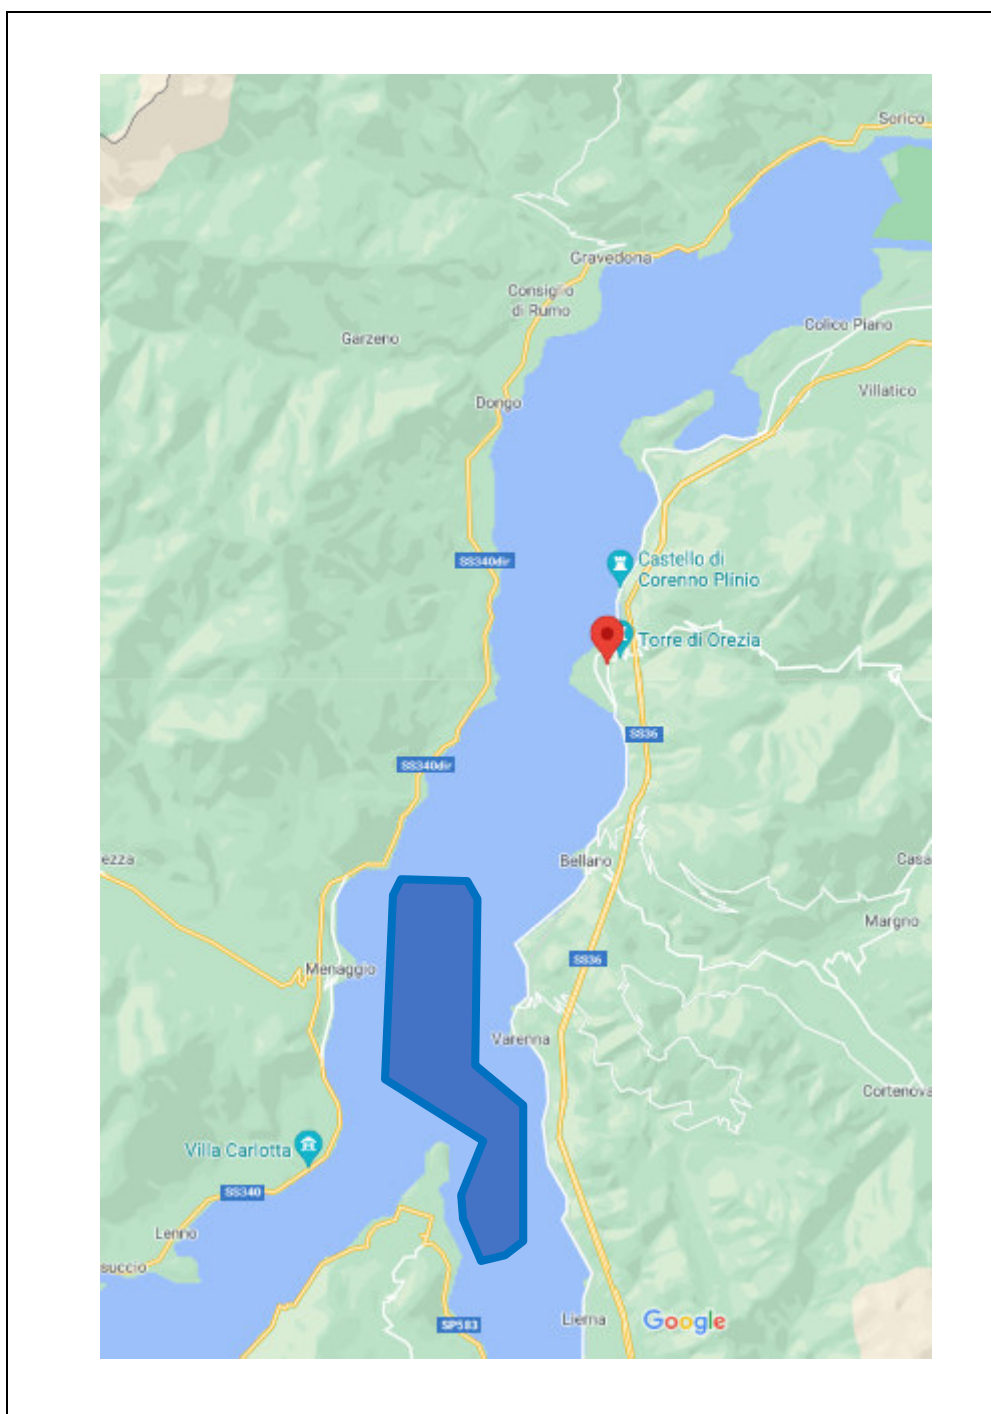 Sorico
Gravedona
Consiglio
di Rumo
Colico Piano
Garzeno
Villatico
Dongo
SS340dir
Castello di
Corenno Plinio
Torre di Orezia
SS36
SS340dir
ezza
Bellano
Casa
Margno
SS36
Menaggio
Varenna
Cortenova
Villa Carlotta
SS340
Lenno
succio
Lierna
Google
SP583